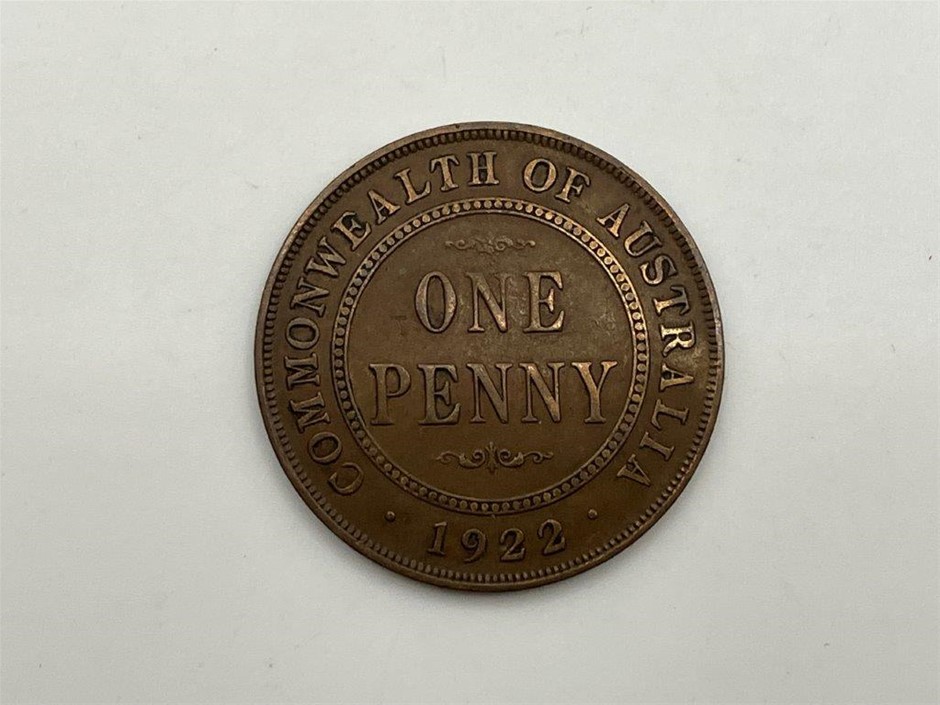 COMMONWEALTH OF AUSTRALIA
ONE
PENNY
· 1922 ·